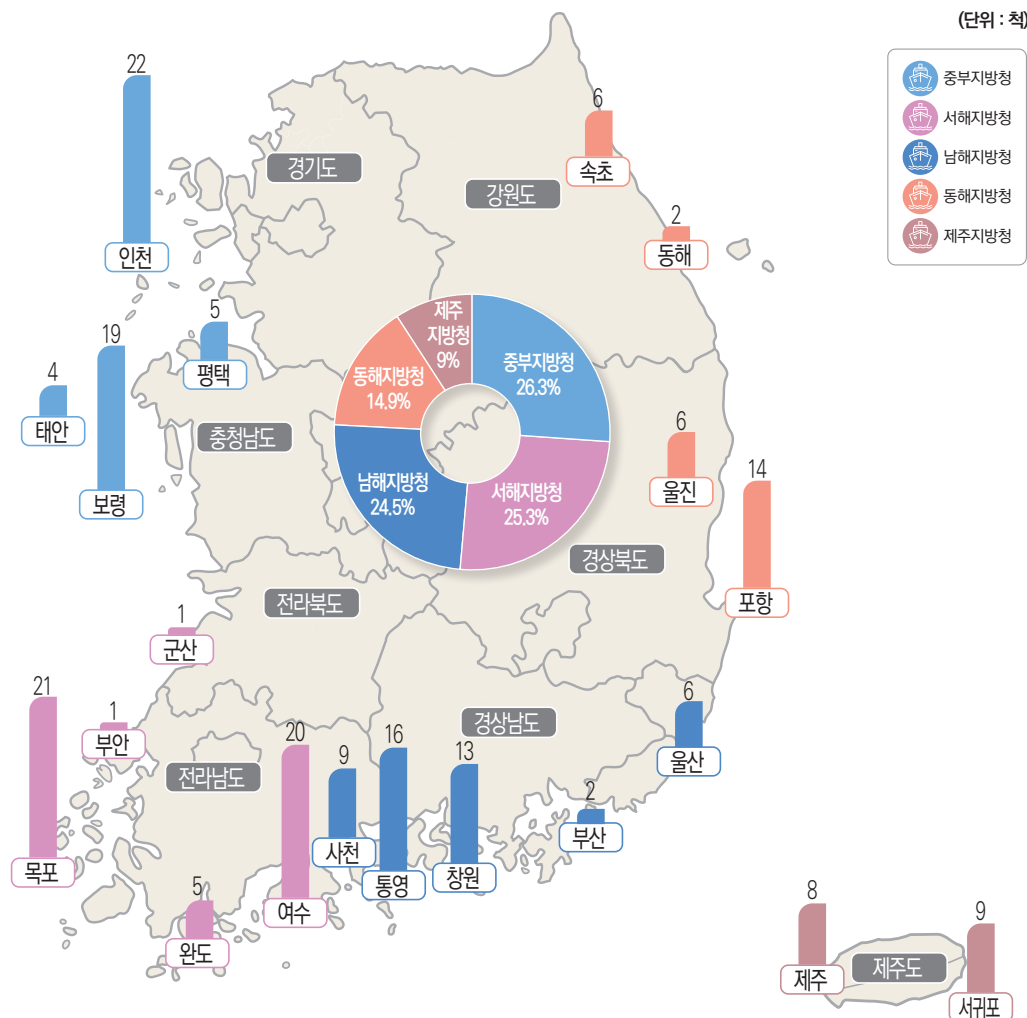 (단위 : 척)
중부지방청
서해지방청
남해지방청
동해지방청
제주지방청
22
인천
경기도
6
속초
강원도
2
동해
5
평택
19
보령
4
태안
충청남도
제주
지방청
9%
중부지방청
26.3%
동해지방청
14.9%
남해지방청
24.5%
서해지방청
25.3%
6
울진
14
포항
경상북도
전라북도
1
군산
21
목포
1
부안
전라남도
20
여수
9
사천
16
통영
13
창원
경상남도
6
울산
2
부산
5
완도
8
제주
제주도
9
서귀포